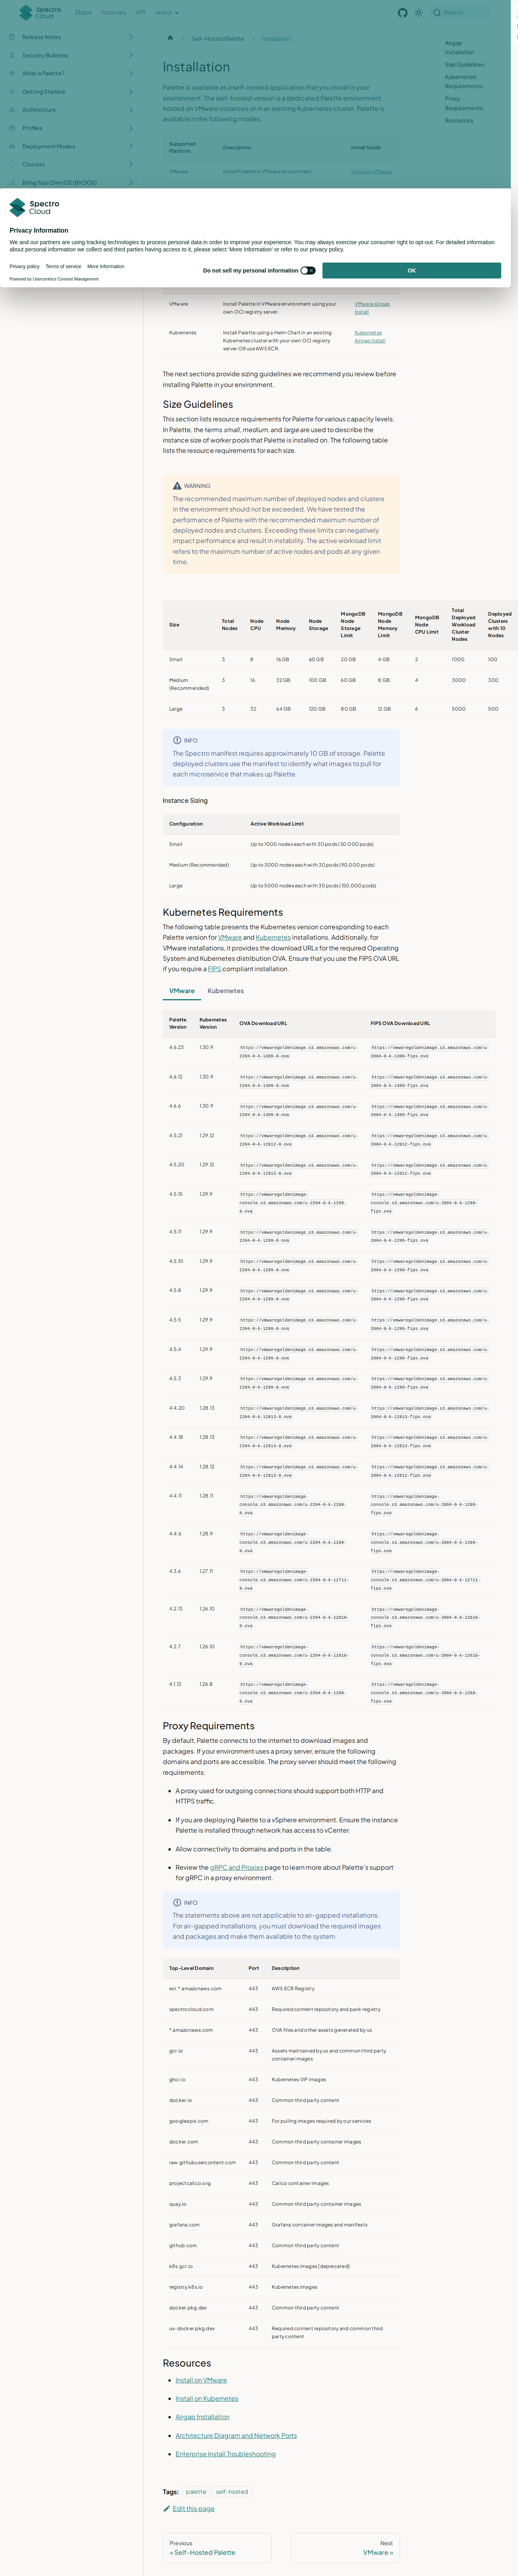 Spectro Cloud
Docs
Tutorials
API
latest
Search
Release Notes
Security Bulletins
What is Palette?
Getting Started
Architecture
Profiles
Deployment Modes
Clusters
Bring Your Own OS (BYOOS)
Self-Hosted Palette
Installation
Installation
Palette is available as a self-hosted application that you install in your
environment. The self-hosted version is a dedicated Palette environment
hosted on VMware instances or in an existing Kubernetes cluster. Palette is
available in the following modes:
Supported Platform Description Install Guide
VMware Install Palette in VMware environment. Install on VMware
Airgap Installation
Size Guidelines
Kubernetes Requirements
Proxy Requirements
Resources
Spectro Cloud
Privacy Information
We and our partners are using tracking technologies to process personal data in order to improve your experience. You may always exercise your consumer right to opt-out. For detailed information
about personal information we collect and third parties having access to it, please select 'More Information' or refer to our privacy policy.
Privacy policy Terms of service More Information
Powered by Usercentrics Consent Management
Do not sell my personal information
OK
VMware Install Palette in VMware environment using your own OCI registry server. VMware Airgap Install
Kubernetes Install Palette using a Helm Chart in an existing Kubernetes cluster with your own OCI registry server OR use AWS ECR. Kubernetes Airgap Install
The next sections provide sizing guidelines we recommend you review before
installing Palette in your environment.
Size Guidelines
This section lists resource requirements for Palette for various capacity levels.
In Palette, the terms small, medium, and large are used to describe the
instance size of worker pools that Palette is installed on. The following table
lists the resource requirements for each size.
WARNING
The recommended maximum number of deployed nodes and clusters
in the environment should not be exceeded. We have tested the
performance of Palette with the recommended maximum number of
deployed nodes and clusters. Exceeding these limits can negatively
impact performance and result in instability. The active workload limit
refers to the maximum number of active nodes and pods at any given
time.
Size Total Nodes Node CPU Node Memory Node Storage MongoDB Node Storage Limit MongoDB Node Memory Limit MongoDB Node CPU Limit Total Deployed Workload Cluster Nodes Deployed Clusters with 10 Nodes
Small 3 8 16 GB 60 GB 20 GB 4 GB 2 1000 100
Medium (Recommended) 3 16 32 GB 100 GB 60 GB 8 GB 4 3000 300
Large 3 32 64 GB 120 GB 80 GB 12 GB 6 5000 500
INFO
The Spectro manifest requires approximately 10 GB of storage. Palette
deployed clusters use the manifest to identify what images to pull for
each microservice that makes up Palette.
Instance Sizing
Configuration Active Workload Limit
Small Up to 1000 nodes each with 30 pods (30,000 pods)
Medium (Recommended) Up to 3000 nodes each with 30 pods (90,000 pods)
Large Up to 5000 nodes each with 30 pods (150,000 pods)
Kubernetes Requirements
The following table presents the Kubernetes version corresponding to each
Palette version for VMware and Kubernetes installations. Additionally, for
VMware installations, it provides the download URLs for the required Operating
System and Kubernetes distribution OVA. Ensure that you use the FIPS OVA URL
if you require a FIPS compliant installation.
VMware Kubernetes
Palette Version Kubernetes Version OVA Download URL FIPS OVA Download URL
4.6.23 1.30.9 https://vmwaregoldenimage.s3.amazonaws.com/u-2204-0-k-1309-0.ova https://vmwaregoldenimage.s3.amazonaws.com/u-2004-0-k-1309-fips.ova
4.6.12 1.30.9 https://vmwaregoldenimage.s3.amazonaws.com/u-2204-0-k-1309-0.ova https://vmwaregoldenimage.s3.amazonaws.com/u-2004-0-k-1309-fips.ova
4.6.6 1.30.9 https://vmwaregoldenimage.s3.amazonaws.com/u-2204-0-k-1309-0.ova https://vmwaregoldenimage.s3.amazonaws.com/u-2004-0-k-1309-fips.ova
4.5.21 1.29.12 https://vmwaregoldenimage.s3.amazonaws.com/u-2204-0-k-12912-0.ova https://vmwaregoldenimage.s3.amazonaws.com/u-2004-0-k-12912-fips.ova
4.5.20 1.29.12 https://vmwaregoldenimage.s3.amazonaws.com/u-2204-0-k-12912-0.ova https://vmwaregoldenimage.s3.amazonaws.com/u-2004-0-k-12912-fips.ova
4.5.15 1.29.9 https://vmwaregoldenimage-console.s3.amazonaws.com/u-2204-0-k-1299-0.ova https://vmwaregoldenimage-console.s3.amazonaws.com/u-2004-0-k-1299-fips.ova
4.5.11 1.29.9 https://vmwaregoldenimage.s3.amazonaws.com/u-2204-0-k-1299-0.ova https://vmwaregoldenimage.s3.amazonaws.com/u-2004-0-k-1299-fips.ova
4.5.10 1.29.9 https://vmwaregoldenimage.s3.amazonaws.com/u-2204-0-k-1299-0.ova https://vmwaregoldenimage.s3.amazonaws.com/u-2004-0-k-1299-fips.ova
4.5.8 1.29.9 https://vmwaregoldenimage.s3.amazonaws.com/u-2204-0-k-1299-0.ova https://vmwaregoldenimage.s3.amazonaws.com/u-2004-0-k-1299-fips.ova
4.5.5 1.29.9 https://vmwaregoldenimage.s3.amazonaws.com/u-2204-0-k-1299-0.ova https://vmwaregoldenimage.s3.amazonaws.com/u-2004-0-k-1299-fips.ova
4.5.4 1.29.9 https://vmwaregoldenimage.s3.amazonaws.com/u-2204-0-k-1299-0.ova https://vmwaregoldenimage.s3.amazonaws.com/u-2004-0-k-1299-fips.ova
4.5.3 1.29.9 https://vmwaregoldenimage.s3.amazonaws.com/u-2204-0-k-1299-0.ova https://vmwaregoldenimage.s3.amazonaws.com/u-2004-0-k-1299-fips.ova
4.4.20 1.28.13 https://vmwaregoldenimage.s3.amazonaws.com/u-2204-0-k-12813-0.ova https://vmwaregoldenimage.s3.amazonaws.com/u-2004-0-k-12813-fips.ova
4.4.18 1.28.13 https://vmwaregoldenimage.s3.amazonaws.com/u-2204-0-k-12813-0.ova https://vmwaregoldenimage.s3.amazonaws.com/u-2004-0-k-12813-fips.ova
4.4.14 1.28.12 https://vmwaregoldenimage.s3.amazonaws.com/u-2204-0-k-12812-0.ova https://vmwaregoldenimage.s3.amazonaws.com/u-2004-0-k-12812-fips.ova
4.4.11 1.28.11 https://vmwaregoldenimage-console.s3.amazonaws.com/u-2204-0-k-1289-0.ova https://vmwaregoldenimage-console.s3.amazonaws.com/u-2004-0-k-1289-fips.ova
4.4.6 1.28.9 https://vmwaregoldenimage-console.s3.amazonaws.com/u-2204-0-k-1289-0.ova https://vmwaregoldenimage-console.s3.amazonaws.com/u-2004-0-k-1289-fips.ova
4.3.6 1.27.11 https://vmwaregoldenimage-console.s3.amazonaws.com/u-2204-0-k-12711-0.ova https://vmwaregoldenimage-console.s3.amazonaws.com/u-2004-0-k-12711-fips.ova
4.2.13 1.26.10 https://vmwaregoldenimage-console.s3.amazonaws.com/u-2204-0-k-12610-0.ova https://vmwaregoldenimage-console.s3.amazonaws.com/u-2004-0-k-12610-fips.ova
4.2.7 1.26.10 https://vmwaregoldenimage-console.s3.amazonaws.com/u-2204-0-k-12610-0.ova https://vmwaregoldenimage-console.s3.amazonaws.com/u-2004-0-k-12610-fips.ova
4.1.12 1.26.8 https://vmwaregoldenimage-console.s3.amazonaws.com/u-2204-0-k-1268-0.ova https://vmwaregoldenimage-console.s3.amazonaws.com/u-2004-0-k-1268-fips.ova
Proxy Requirements
By default, Palette connects to the internet to download images and
packages. If your environment uses a proxy server, ensure the following
domains and ports are accessible. The proxy server should meet the following
requirements:
A proxy used for outgoing connections should support both HTTP and
HTTPS traffic.
If you are deploying Palette to a vSphere environment. Ensure the instance
Palette is installed through network has access to vCenter.
Allow connectivity to domains and ports in the table.
Review the gRPC and Proxies page to learn more about Palette's support
for gRPC in a proxy environment.
INFO
The statements above are not applicable to air-gapped installations.
For air-gapped installations, you must download the required images
and packages and make them available to the system.
Top-Level Domain Port Description
ecr.*.amazonaws.com 443 AWS ECR Registry
spectrocloud.com 443 Required content repository and pack registry
*.amazonaws.com 443 OVA files and other assets generated by us
gcr.io 443 Assets maintained by us and common third party container images
ghcr.io 443 Kubernetes VIP images
docker.io 443 Common third party content
googleapis.com 443 For pulling images required by our services
docker.com 443 Common third party container images
raw.githubusercontent.com 443 Common third party content
projectcalico.org 443 Calico container images
quay.io 443 Common third party container images
grafana.com 443 Grafana container images and manifests
github.com 443 Common third party content
k8s.gcr.io 443 Kubernetes images (deprecated)
registry.k8s.io 443 Kubernetes images
docker.pkg.dev 443 Common third party content
us-docker.pkg.dev 443 Required content repository and common third party content
Resources
Install on VMware
Install on Kubernetes
Airgap Installation
Architecture Diagram and Network Ports
Enterprise Install Troubleshooting
Tags: palette self-hosted
Edit this page
Previous
« Self-Hosted Palette
Next
VMware »